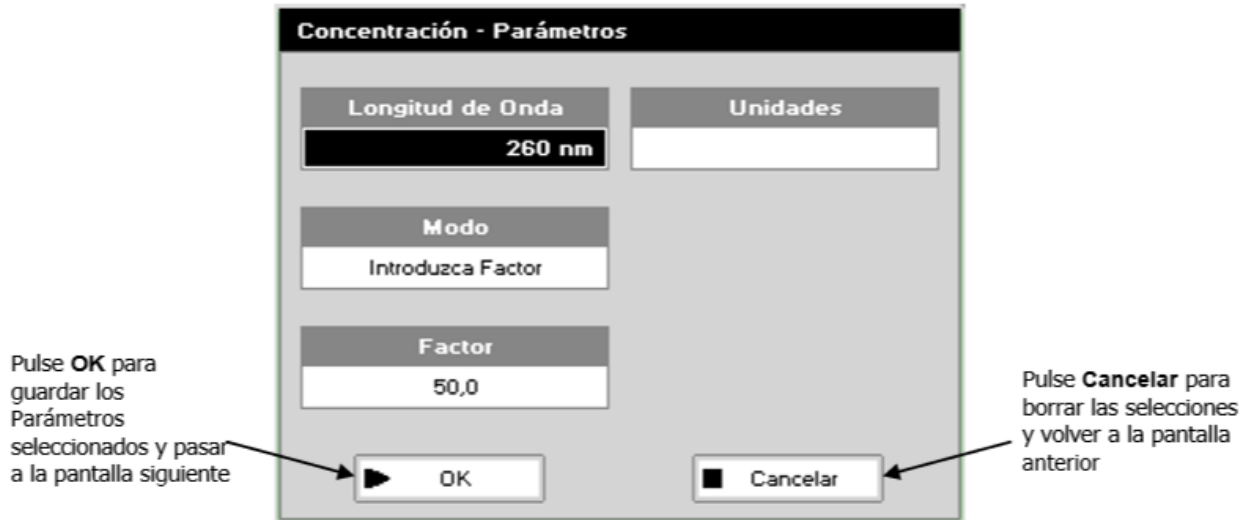 Concentración - Parámetros
Longitud de Onda
Unidades
260 nm
Modo
Introduzca Factor
Factor
50,0
Pulse OK para
guardar los
Parámetros
seleccionados y pasar
a la pantalla siguiente
OK
Cancelar
Pulse Cancelar para
borrar las selecciones
y volver a la pantalla
anterior